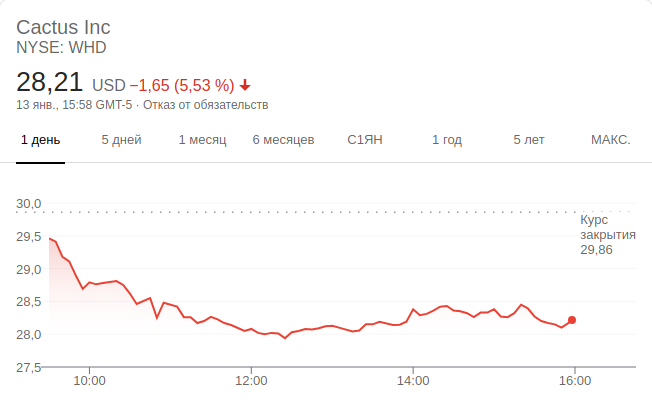 Cactus Inc
NYSE: WHD
28,21 USD −1,65 (5,53 %)
13 янв., 15:58 GMT-5 · Отказ от обязательств
1 день 5 дней 1 месяц 6 месяцев С1ЯН 1 год 5 лет МАКС.
30,0
29,5
29,0
28,5
28,0
27,5
Курс
закрытия
29,86
10:00 12:00 14:00 16:00